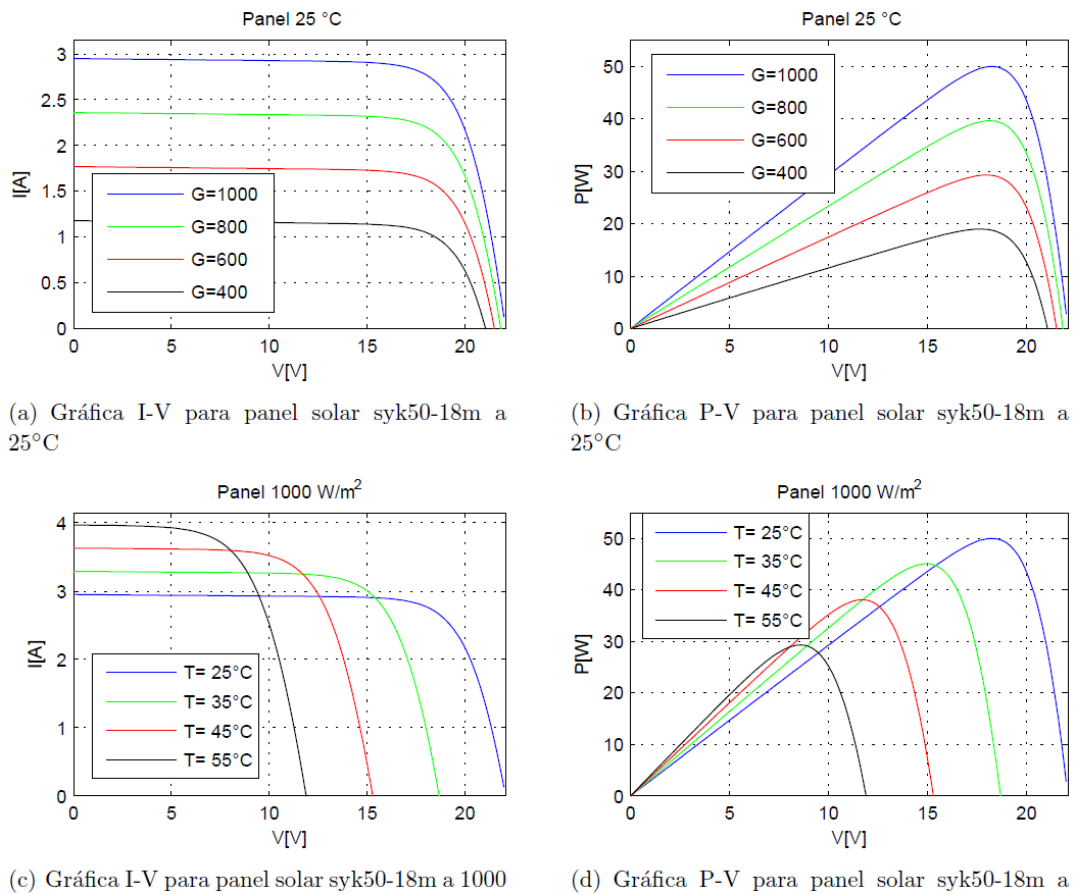 Panel 25 °C
3
2.5
2
1.5
1
0.5
0
I[A]
G=1000
G=800
G=600
G=400
0 5 10 15 20
V[V]
(a) Gráfica I-V para panel solar syk50-18m a
25°C
Panel 25 °C
50
40
30
20
10
0
P[W]
G=1000
G=800
G=600
G=400
0 5 10 15 20
V[V]
(b) Gráfica P-V para panel solar syk50-18m a
25°C
Panel 1000 W/m²
4
3
2
1
0
I[A]
T= 25°C
T= 35°C
T= 45°C
T= 55°C
0 5 10 15 20
V[V]
(c) Gráfica I-V para panel solar syk50-18m a 1000
Panel 1000 W/m²
50
40
30
20
10
0
P[W]
T= 25°C
T= 35°C
T= 45°C
T= 55°C
0 5 10 15 20
V[V]
(d) Gráfica P-V para panel solar syk50-18m a